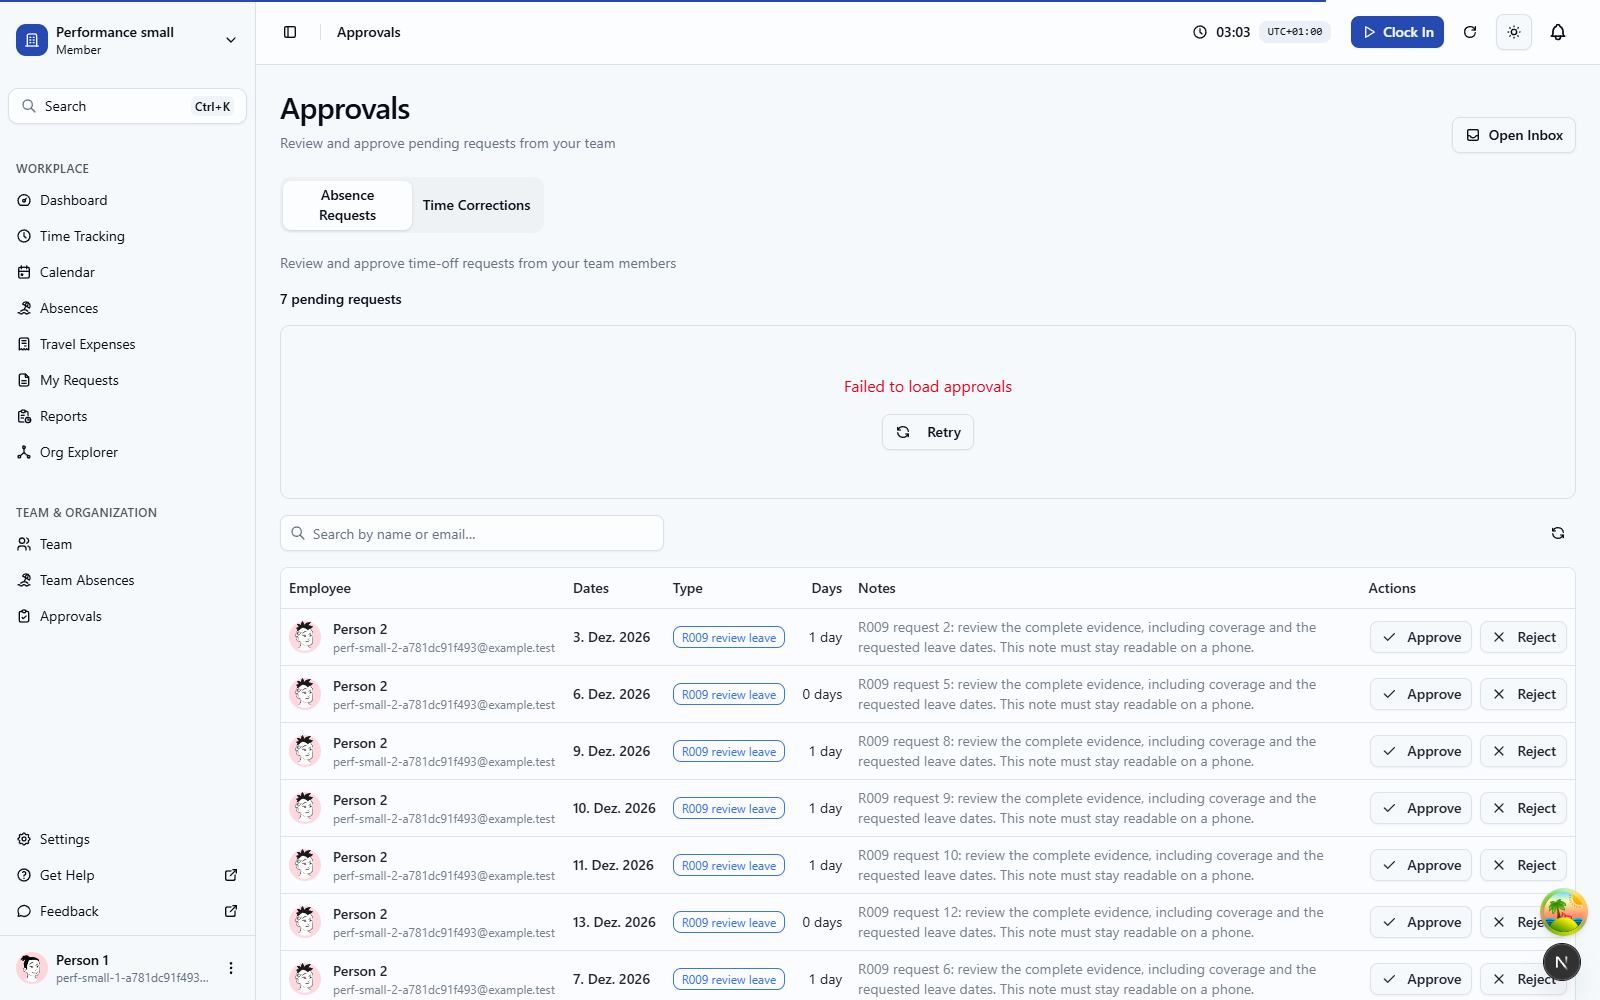 Performance small
Member
Search
Ctrl+K
WORKPLACE
Dashboard
Time Tracking
Calendar
Absences
Travel Expenses
My Requests
Reports
Org Explorer
TEAM & ORGANIZATION
Team
Team Absences
Approvals
Settings
Get Help
Feedback
Person 1
perf-small-1-a781dc91f493...
Approvals
03:03
UTC+01:00
Clock In
Approvals
Review and approve pending requests from your team
Open Inbox
Absence
Requests
Time Corrections
Review and approve time-off requests from your team members
7 pending requests
Failed to load approvals
Retry
Search by name or email...
Employee Dates Type Days Notes Actions
Person 2
perf-small-2-a781dc91f493@example.test
3. Dez. 2026
R009 review leave
1 day
R009 request 2: review the complete evidence, including coverage and the
requested leave dates. This note must stay readable on a phone.
Approve
Reject
Person 2
perf-small-2-a781dc91f493@example.test
6. Dez. 2026
R009 review leave
0 days
R009 request 5: review the complete evidence, including coverage and the
requested leave dates. This note must stay readable on a phone.
Approve
Reject
Person 2
perf-small-2-a781dc91f493@example.test
9. Dez. 2026
R009 review leave
1 day
R009 request 8: review the complete evidence, including coverage and the
requested leave dates. This note must stay readable on a phone.
Approve
Reject
Person 2
perf-small-2-a781dc91f493@example.test
10. Dez. 2026
R009 review leave
1 day
R009 request 9: review the complete evidence, including coverage and the
requested leave dates. This note must stay readable on a phone.
Approve
Reject
Person 2
perf-small-2-a781dc91f493@example.test
11. Dez. 2026
R009 review leave
1 day
R009 request 10: review the complete evidence, including coverage and the
requested leave dates. This note must stay readable on a phone.
Approve
Reject
Person 2
perf-small-2-a781dc91f493@example.test
13. Dez. 2026
R009 review leave
0 days
R009 request 12: review the complete evidence, including coverage and the
requested leave dates. This note must stay readable on a phone.
Approve
Reject
Person 2
perf-small-2-a781dc91f493@example.test
7. Dez. 2026
R009 review leave
1 day
R009 request 6: review the complete evidence, including coverage and the
requested leave dates. This note must stay readable on a phone.
Approve
Reject
N